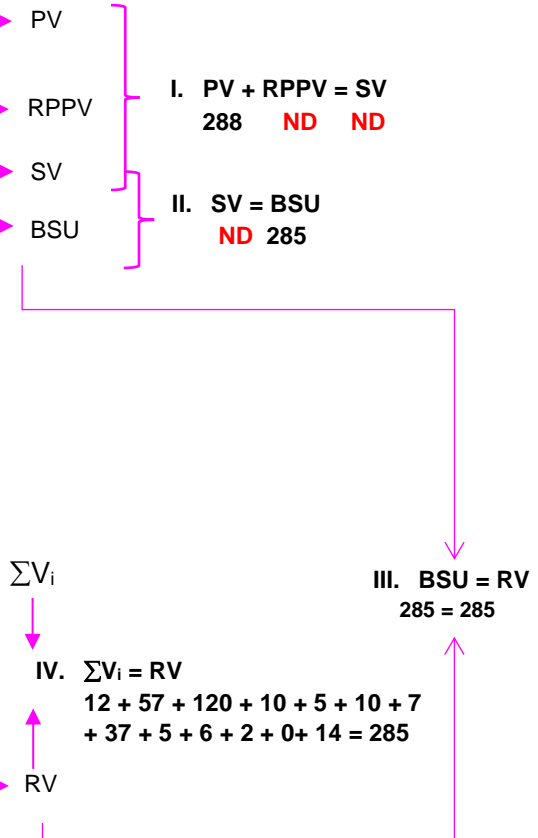 PV
RPPV
SV
BSU
I. PV + RPPV = SV
288 ND ND
II. SV = BSU
ND 285
∑Vi
III. BSU = RV
285 = 285
IV. ∑Vi = RV
12 + 57 + 120 + 10 + 5 + 10 + 7
+ 37 + 5 + 6 + 2 + 0+ 14 = 285
RV